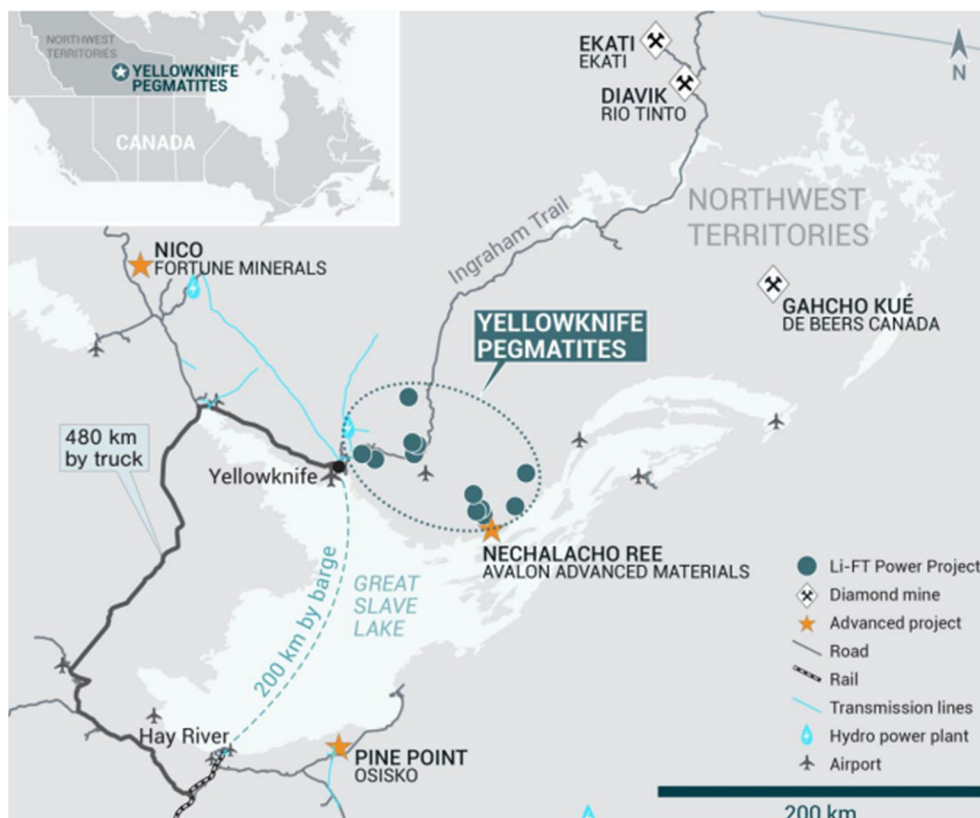 NORTHWEST
TERRITORIES
YELLOWKNIFE
PEGMATITES
CANADA
EKATI
EKATI
DIAVIK
RIO TINTO
N
NORTHWEST
TERRITORIES
Ingraham Trail
NICO
FORTUNE MINERALS
GAHCHO KUÉ
DE BEERS CANADA
YELLOWKNIFE
PEGMATITES
480 km
by truck
Yellowknife
NECHALACHO REE
AVALON ADVANCED MATERIALS
200 km by barge
GREAT
SLAVE
LAKE
Hay River
PINE POINT
OSISKO
Li-FT Power Project
Diamond mine
Advanced project
Road
Rail
Transmission lines
Hydro power plant
Airport
200 km